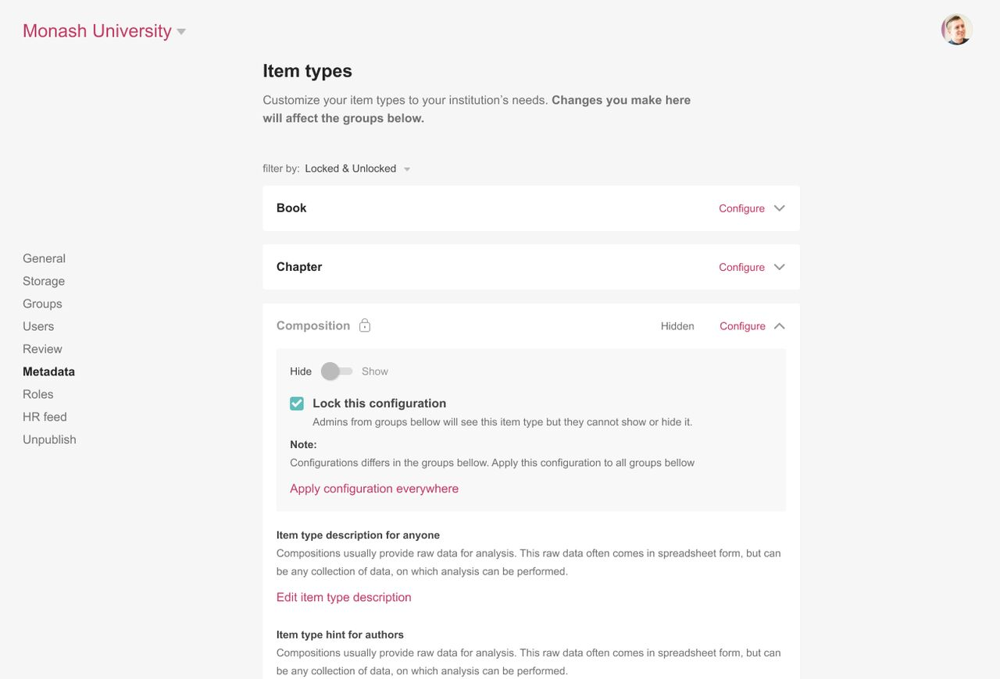 Monash University
Item types
Customize your item types to your institution’s needs. Changes you make here
will affect the groups below.
filter by: Locked & Unlocked
Book Configure
Chapter Configure
General
Storage
Groups
Users
Review
Metadata
Roles
HR feed
Unpublish
Composition Hidden Configure
Hide Show
Lock this configuration
Admins from groups bellow will see this item type but they cannot show or hide it.
Note:
Configurations differs in the groups bellow. Apply this configuration to all groups bellow
Apply configuration everywhere
Item type description for anyone
Compositions usually provide raw data for analysis. This raw data often comes in spreadsheet form, but can
be any collection of data, on which analysis can be performed.
Edit item type description
Item type hint for authors
Compositions usually provide raw data for analysis. This raw data often comes in spreadsheet form, but can
be any collection of data, on which analysis can be performed.